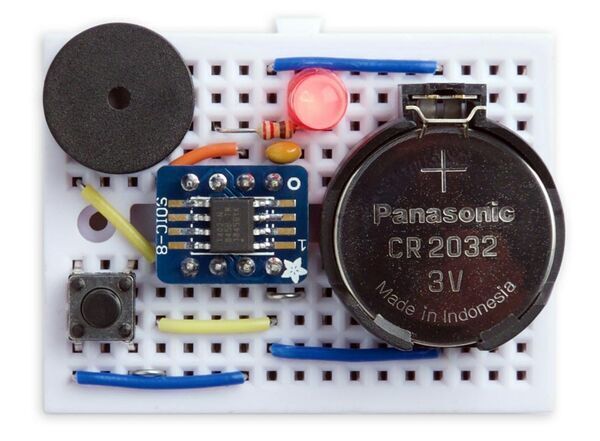 SOIC-8
1
+
Panasonic
CR 2032
3V
Made in Indonesia